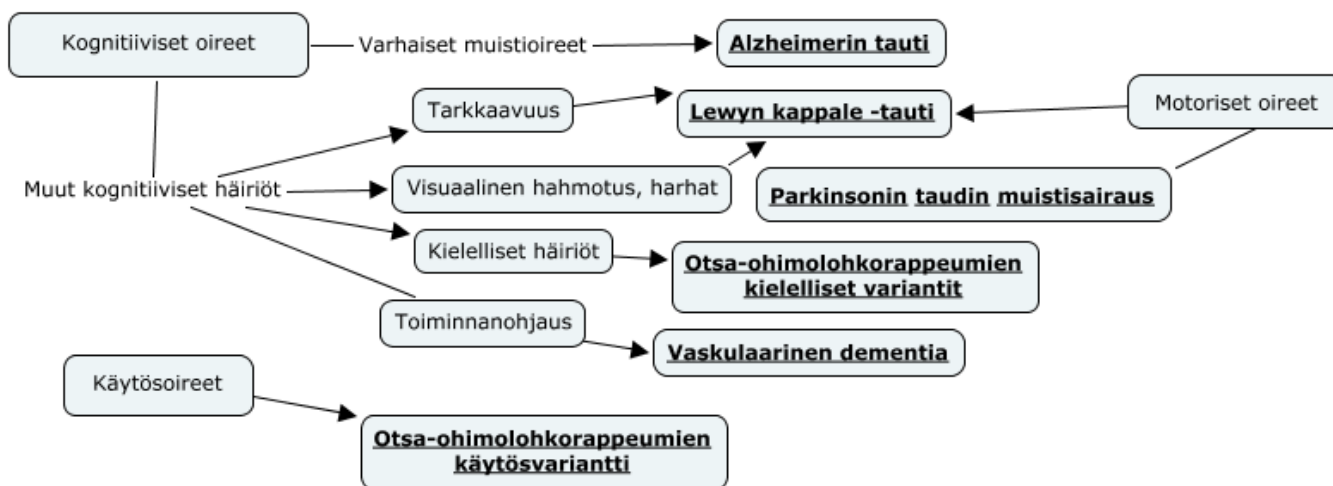 Kognitiiviset oireet
Varhaiset muistioireet
Alzheimerin tauti
Tarkkaavuus
Lewyn kappale -tauti
Motoriset oireet
Muut kognitiiviset häiriöt
Visuaalinen hahmotus, harhat
Parkinsonin taudin muistisairaus
Kielelliset häiriöt
Otsa-ohimolohkorappeumien
kielelliset variantit
Toiminnanohjaus
Vaskulaarinen dementia
Käytösoireet
Otsa-ohimolohkorappeumien
käytösvariantti